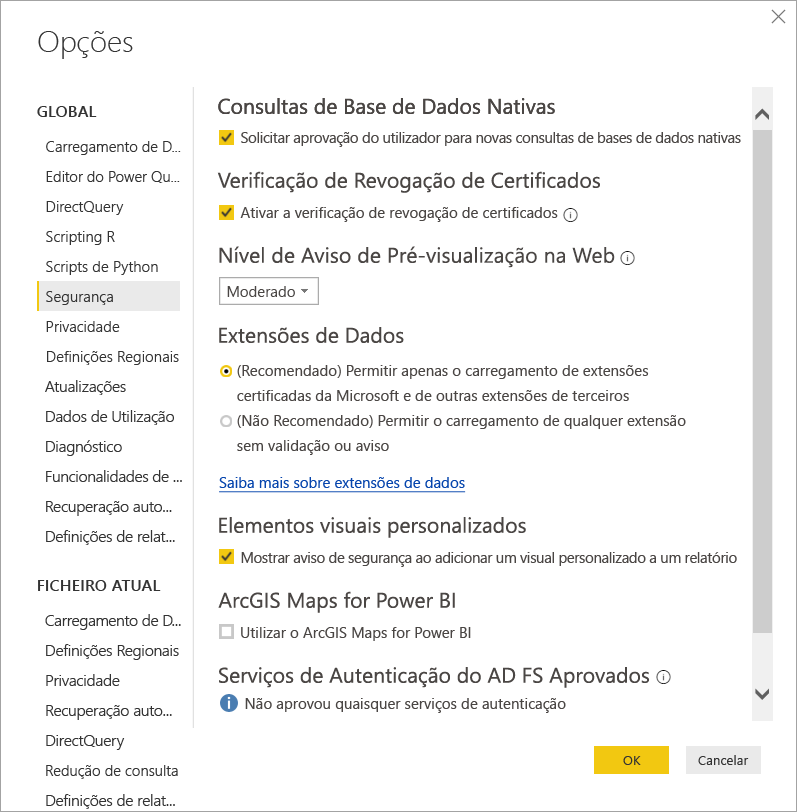 Opções
GLOBAL
Carregamento de D...
Editor do Power Qu...
DirectQuery
Scripting R
Scripts de Python
Segurança
Privacidade
Definições Regionais
Atualizações
Dados de Utilização
Diagnóstico
Funcionalidades de ...
Recuperação auto...
Definições de relat...
FICHEIRO ATUAL
Carregamento de D...
Definições Regionais
Privacidade
Recuperação auto...
DirectQuery
Redução de consulta
Definições de relat...
Consultas de Base de Dados Nativas
Solicitar aprovação do utilizador para novas consultas de bases de dados nativas
Verificação de Revogação de Certificados
Ativar a verificação de revogação de certificados
Nível de Aviso de Pré-visualização na Web
Moderado
Extensões de Dados
(Recomendado) Permitir apenas o carregamento de extensões
certificadas da Microsoft e de outras extensões de terceiros
(Não Recomendado) Permitir o carregamento de qualquer extensão
sem validação ou aviso
Saiba mais sobre extensões de dados
Elementos visuais personalizados
Mostrar aviso de segurança ao adicionar um visual personalizado a um relatório
ArcGIS Maps for Power BI
Utilizar o ArcGIS Maps for Power BI
Serviços de Autenticação do AD FS Aprovados
Não aprovou quaisquer serviços de autenticação
OK
Cancelar